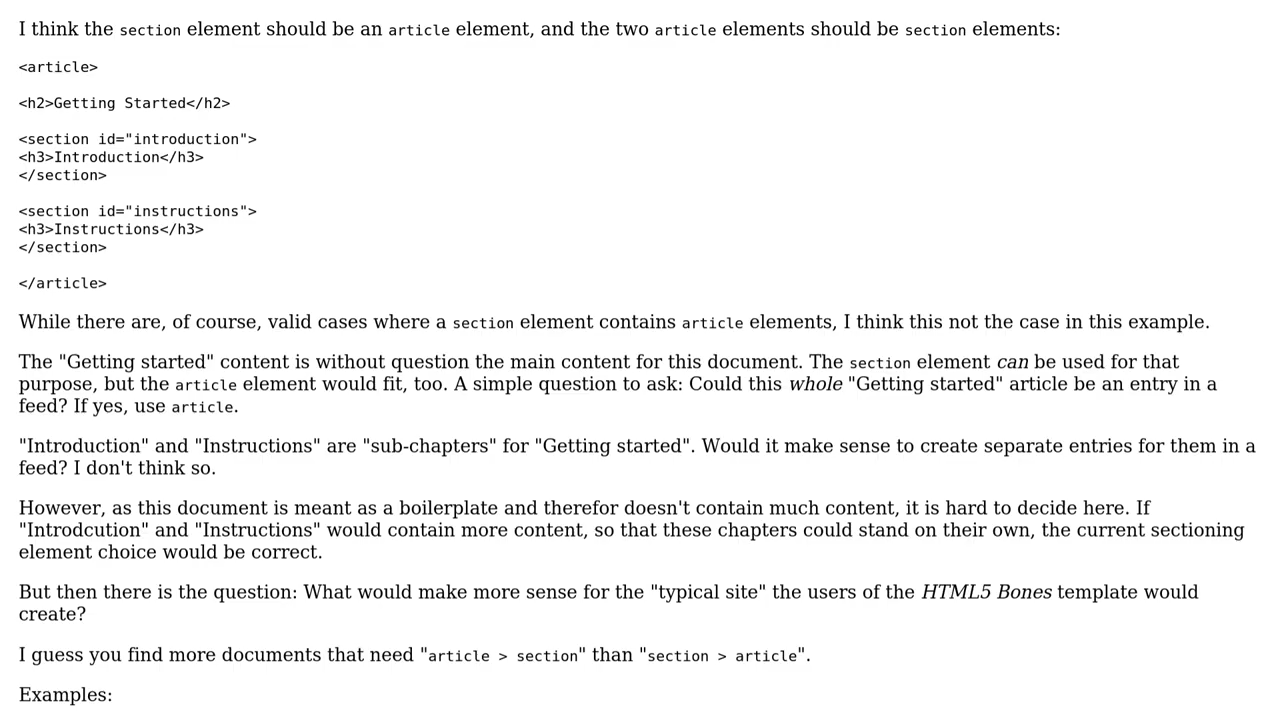 I think the section element should be an article element, and the two article elements should be section elements:
<article>
<h2>Getting Started</h2>
<section id="introduction">
<h3>Introduction</h3>
</section>
<section id="instructions">
<h3>Instructions</h3>
</section>
</article>
While there are, of course, valid cases where a section element contains article elements, I think this not the case in this example.
The "Getting started" content is without question the main content for this document. The section element can be used for that
purpose, but the article element would fit, too. A simple question to ask: Could this whole "Getting started" article be an entry in a
feed? If yes, use article.
"Introduction" and "Instructions" are "sub-chapters" for "Getting started". Would it make sense to create separate entries for them in a
feed? I don't think so.
However, as this document is meant as a boilerplate and therefor doesn't contain much content, it is hard to decide here. If
"Introdcution" and "Instructions" would contain more content, so that these chapters could stand on their own, the current sectioning
element choice would be correct.
But then there is the question: What would make more sense for the "typical site" the users of the HTML5 Bones template would
create?
I guess you find more documents that need "article > section" than "section > article".
Examples: